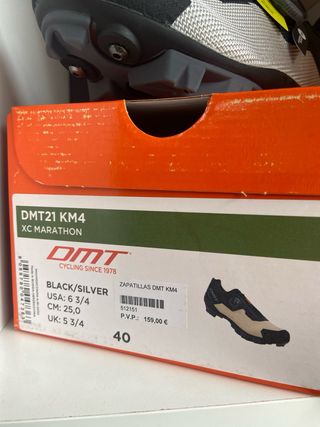 DMT21 KM4
XC MARATHON
DMT
CYCLING SINCE 1978
BLACK/SILVER
USA: 6 3/4
CM: 25,0
UK: 5 3/4
40
ZAPATILLAS DMT KM4
512151
P.V.P.: 159,00 €